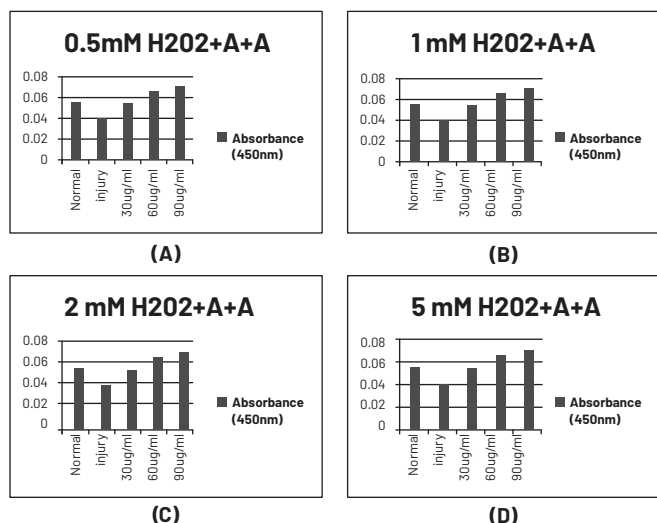 0.5mM H202+A+A
0.08
0.06
0.04
0.02
0
Normal
injury
30ug/ml
60ug/ml
90ug/ml
Absorbance
(450nm)
(A)
1 mM H202+A+A
0.08
0.06
0.04
0.02
0
Normal
injury
30ug/ml
60ug/ml
90ug/ml
Absorbance
(450nm)
(B)
2 mM H202+A+A
0.08
0.06
0.04
0.02
0
Normal
injury
30ug/ml
60ug/ml
90ug/ml
Absorbance
(450nm)
(C)
5 mM H202+A+A
0.08
0.06
0.04
0.02
0
Normal
injury
30ug/ml
60ug/ml
90ug/ml
Absorbance
(450nm)
(D)